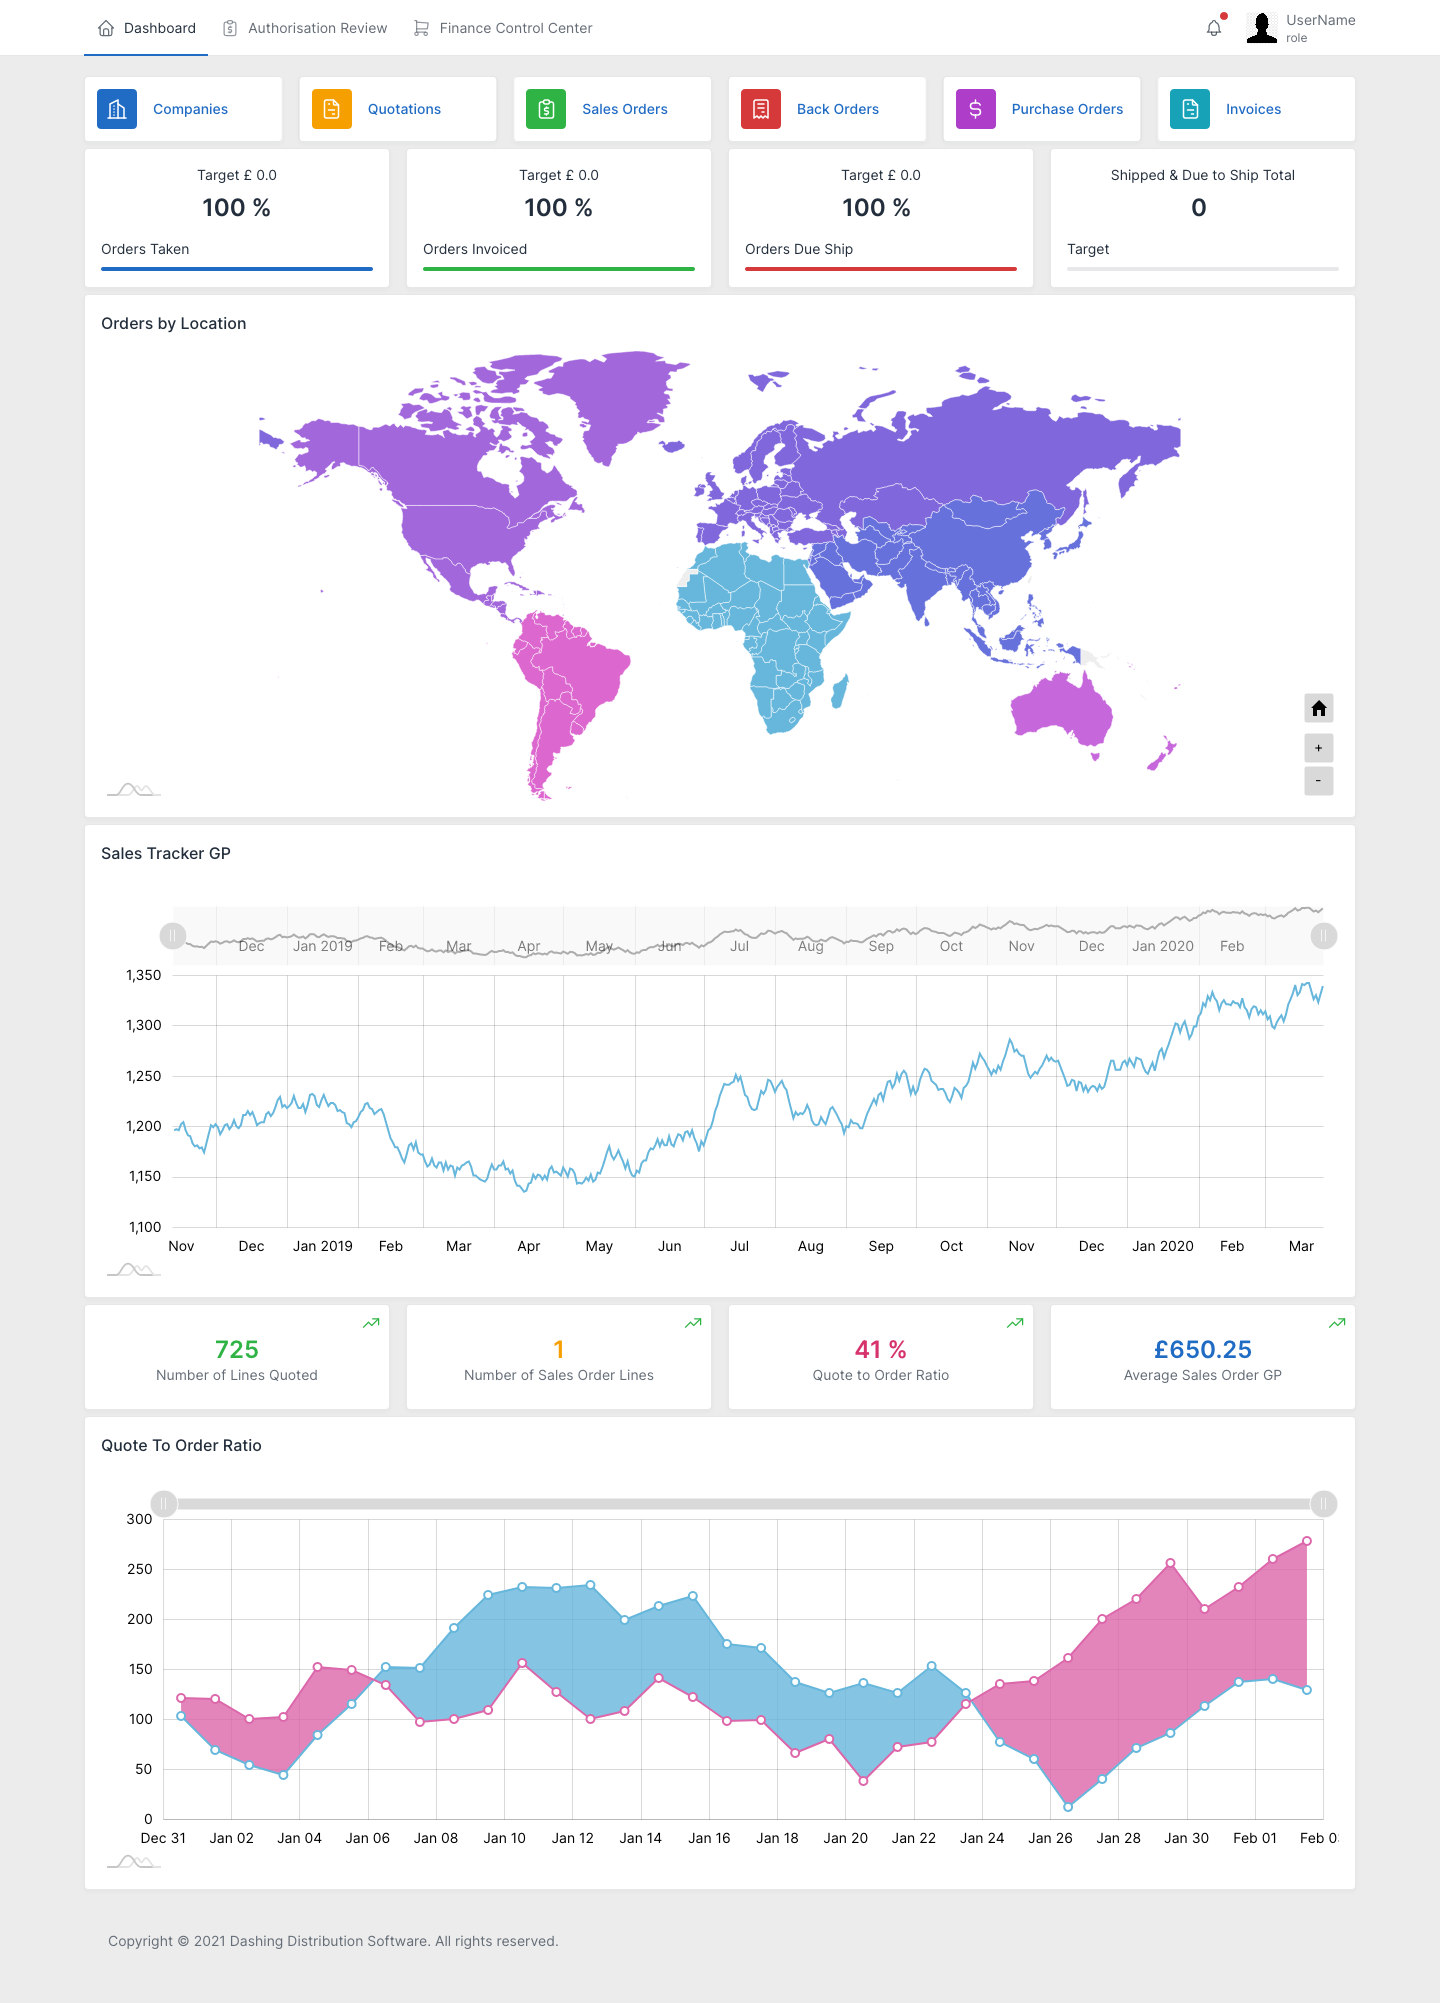 Dashboard
Authorisation Review
Finance Control Center
UserName
role
Companies
Quotations
Sales Orders
Back Orders
Purchase Orders
Invoices
Target £ 0.0
100 %
Orders Taken
Target £ 0.0
100 %
Orders Invoiced
Target £ 0.0
100 %
Orders Due Ship
Shipped & Due to Ship Total
0
Target
Orders by Location
+
-
Sales Tracker GP
Dec Jan 2019 Feb Mar Apr May Jun Jul Aug Sep Oct Nov Dec Jan 2020 Feb
1,350
1,300
1,250
1,200
1,150
1,100
Nov Dec Jan 2019 Feb Mar Apr May Jun Jul Aug Sep Oct Nov Dec Jan 2020 Feb Mar
725
Number of Lines Quoted
1
Number of Sales Order Lines
41 %
Quote to Order Ratio
£650.25
Average Sales Order GP
Quote To Order Ratio
300
250
200
150
100
50
0
Dec 31 Jan 02 Jan 04 Jan 06 Jan 08 Jan 10 Jan 12 Jan 14 Jan 16 Jan 18 Jan 20 Jan 22 Jan 24 Jan 26 Jan 28 Jan 30 Feb 01 Feb 0
Copyright © 2021 Dashing Distribution Software. All rights reserved.